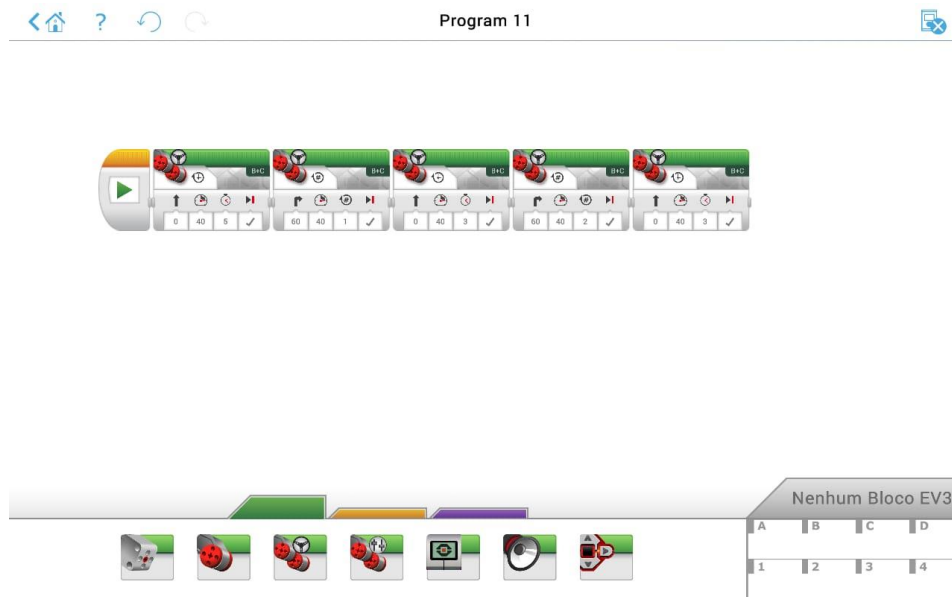 ?
Program 11
B+C B+C B+C B+C B+C
# #
# #
0 40 5 60 40 1 0 40 3 60 40 2 0 40 3
Nenhum Bloco EV3
A B C D
1 2 3 4